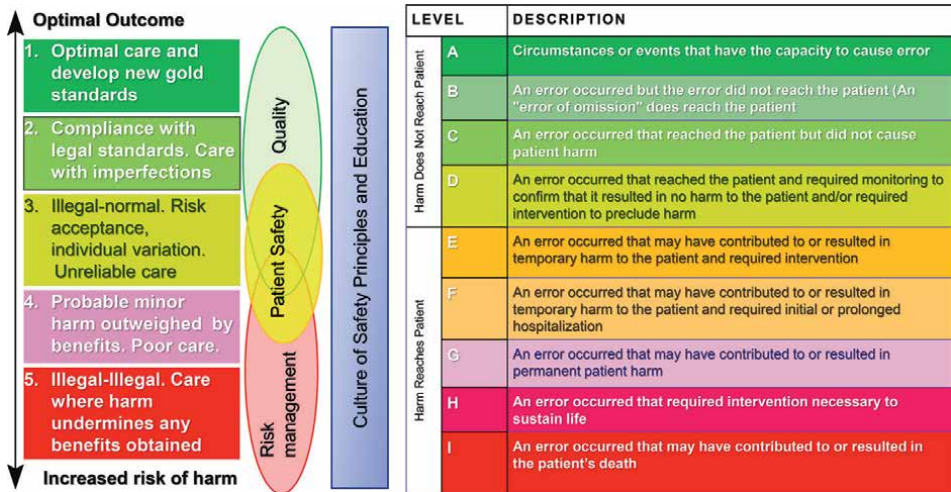 Optimal Outcome
1. Optimal care and
develop new gold
standards
2. Compliance with
legal standards. Care
with imperfections
3. Illegal-normal. Risk
acceptance,
individual variation.
Unreliable care
4. Probable minor
harm outweighed by
benefits. Poor care.
5. Illegal-Illegal. Care
where harm
undermines any
benefits obtained
Increased risk of harm
Quality
Patient Safety
Risk
management
Culture of Safety Principles and Education
LEVEL DESCRIPTION
Harm Does Not Reach Patient
A Circumstances or events that have the capacity to cause error
B An error occurred but the error did not reach the patient (An
"error of omission" does reach the patient
C An error occurred that reached the patient but did not cause
patient harm
D An error occurred that reached the patient and required monitoring to
confirm that it resulted in no harm to the patient and/or required
intervention to preclude harm
Harm Reaches Patient
E An error occurred that may have contributed to or resulted in
temporary harm to the patient and required intervention
F An error occurred that may have contributed to or resulted in
temporary harm to the patient and required initial or prolonged
hospitalization
G An error occurred that may have contributed to or resulted in
permanent patient harm
H An error occurred that required intervention necessary to
sustain life
I An error occurred that may have contributed to or resulted in
the patient's death